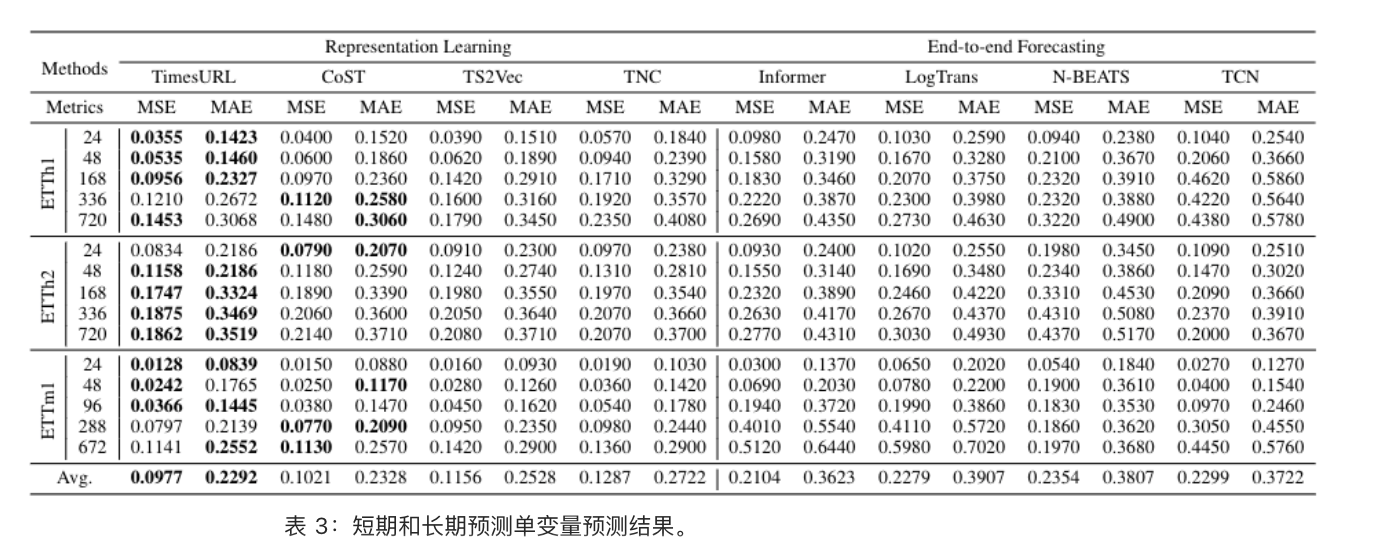 Representation Learning End-to-end Forecasting
Methods
TimesURL CoST TS2Vec TNC Informer LogTrans N-BEATS TCN
Metrics MSE MAE MSE MAE MSE MAE MSE MAE MSE MAE MSE MAE MSE MAE MSE MAE
ETTh1
24 0.0355 0.1423 0.0400 0.1520 0.0390 0.1510 0.0570 0.1840 0.0980 0.2470 0.1030 0.2590 0.0940 0.2380 0.1040 0.2540
48 0.0535 0.1460 0.0600 0.1860 0.0620 0.1890 0.0940 0.2390 0.1580 0.3190 0.1670 0.3280 0.2100 0.3670 0.2060 0.3660
168 0.0956 0.2327 0.0970 0.2360 0.1420 0.2910 0.1710 0.3290 0.1830 0.3460 0.2070 0.3750 0.2320 0.3910 0.4620 0.5860
336 0.1210 0.2672 0.1120 0.2580 0.1600 0.3160 0.1920 0.3570 0.2220 0.3870 0.2300 0.3980 0.2320 0.3880 0.4220 0.5640
720 0.1453 0.3068 0.1480 0.3060 0.1790 0.3450 0.2350 0.4080 0.2690 0.4350 0.2730 0.4630 0.3220 0.4900 0.4380 0.5780
ETTh2
24 0.0834 0.2186 0.0790 0.2070 0.0910 0.2300 0.0970 0.2380 0.0930 0.2400 0.1020 0.2550 0.1980 0.3450 0.1090 0.2510
48 0.1158 0.2186 0.1180 0.2590 0.1240 0.2740 0.1310 0.2810 0.1550 0.3140 0.1690 0.3480 0.2340 0.3860 0.1470 0.3020
168 0.1747 0.3324 0.1890 0.3390 0.1980 0.3550 0.1970 0.3540 0.2320 0.3890 0.2460 0.4220 0.3310 0.4530 0.2090 0.3660
336 0.1875 0.3469 0.2060 0.3600 0.2050 0.3640 0.2070 0.3660 0.2630 0.4170 0.2670 0.4370 0.4310 0.5080 0.2370 0.3910
720 0.1862 0.3519 0.2140 0.3710 0.2080 0.3710 0.2070 0.3700 0.2770 0.4310 0.3030 0.4930 0.4370 0.5170 0.2000 0.3670
ETTm1
24 0.0128 0.0839 0.0150 0.0880 0.0160 0.0930 0.0190 0.1030 0.0300 0.1370 0.0650 0.2020 0.0540 0.1840 0.0270 0.1270
48 0.0242 0.1765 0.0250 0.1170 0.0280 0.1260 0.0360 0.1420 0.0690 0.2030 0.0780 0.2200 0.1900 0.3610 0.0400 0.1540
96 0.0366 0.1445 0.0380 0.1470 0.0450 0.1620 0.0540 0.1780 0.1940 0.3720 0.1990 0.3860 0.1830 0.3530 0.0970 0.2460
288 0.0797 0.2139 0.0770 0.2090 0.0950 0.2350 0.0980 0.2440 0.4010 0.5540 0.4110 0.5720 0.1860 0.3620 0.3050 0.4550
672 0.1141 0.2552 0.1130 0.2570 0.1420 0.2900 0.1360 0.2900 0.5120 0.6440 0.5980 0.7020 0.1970 0.3680 0.4450 0.5760
Avg. 0.0977 0.2292 0.1021 0.2328 0.1156 0.2528 0.1287 0.2722 0.2104 0.3623 0.2279 0.3907 0.2354 0.3807 0.2299 0.3722
表 3：短期和长期预测单变量预测结果。